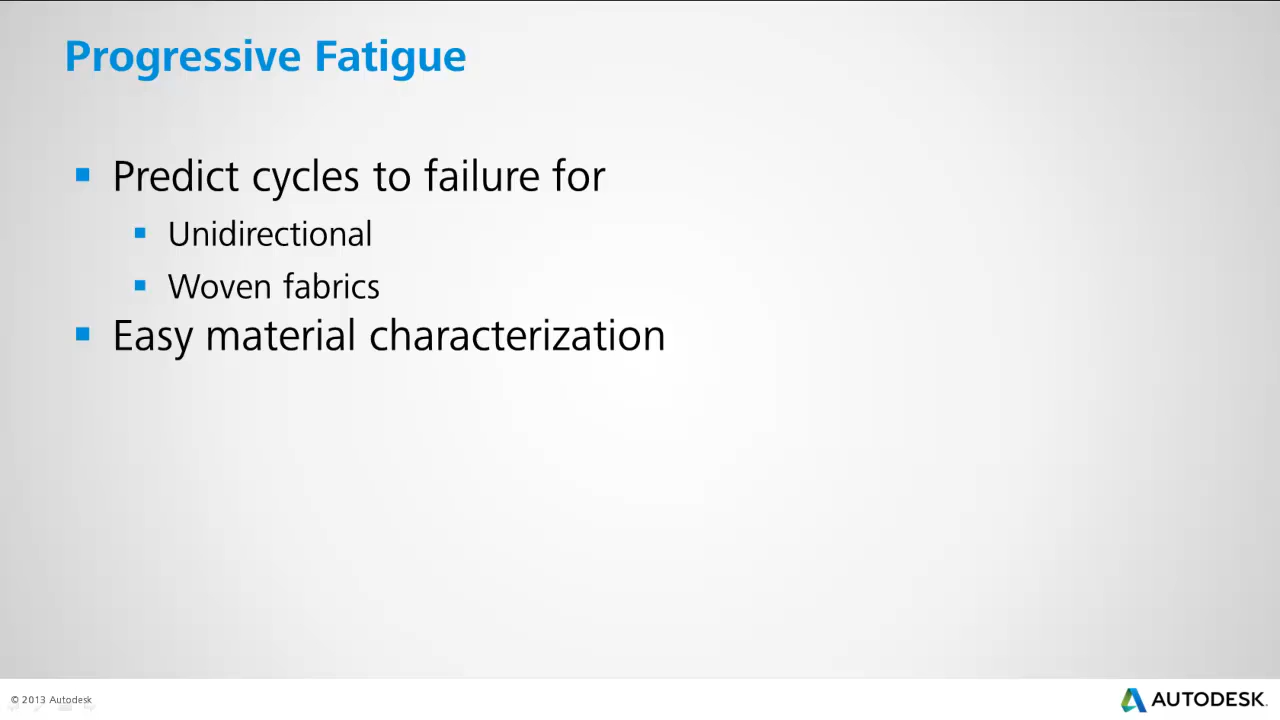 Progressive Fatigue
Predict cycles to failure for
Unidirectional
Woven fabrics
Easy material characterization
© 2013 Autodesk
AUTODESK.